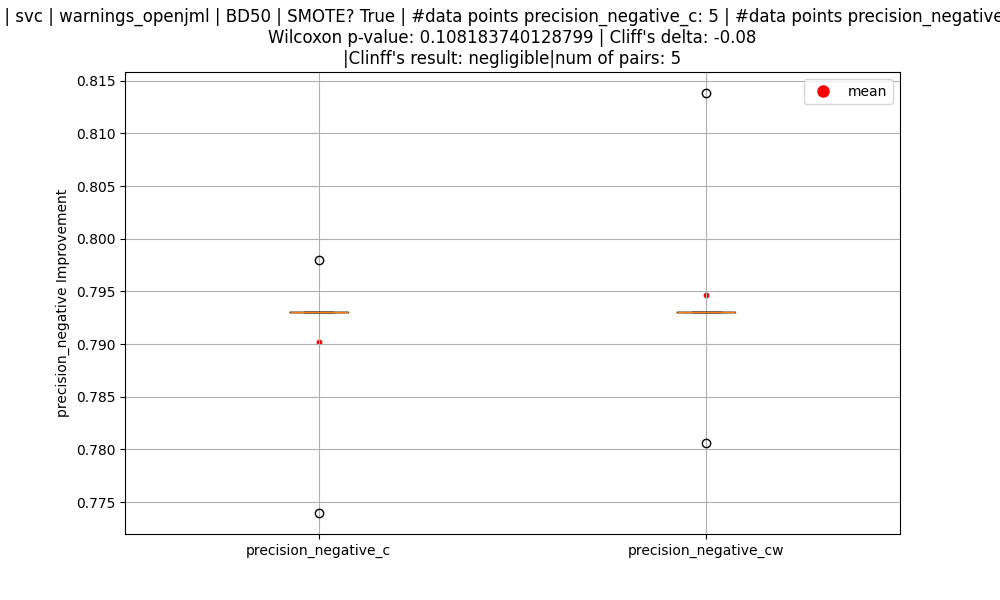 | svc | warnings_openjml | BD50 | SMOTE? True | #data points precision_negative_c: 5 | #data points precision_negative
Wilcoxon p-value: 0.108183740128799 | Cliff's delta: -0.08
|Clinff's result: negligible|num of pairs: 5
mean
0.815
0.810
0.805
0.800
0.795
0.790
0.785
0.780
0.775
precision_negative Improvement
precision_negative_c
precision_negative_cw